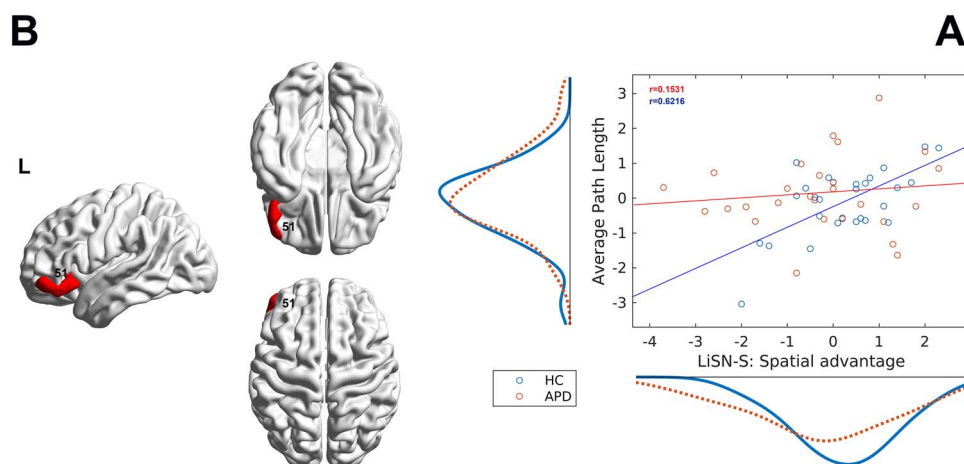 B
A
L
51
51
51
r=0.1531
r=0.6216
3
2
1
0
-1
-2
-3
Average Path Length
-4 -3 -2 -1 0 1 2
LiSN-S: Spatial advantage
HC
APD